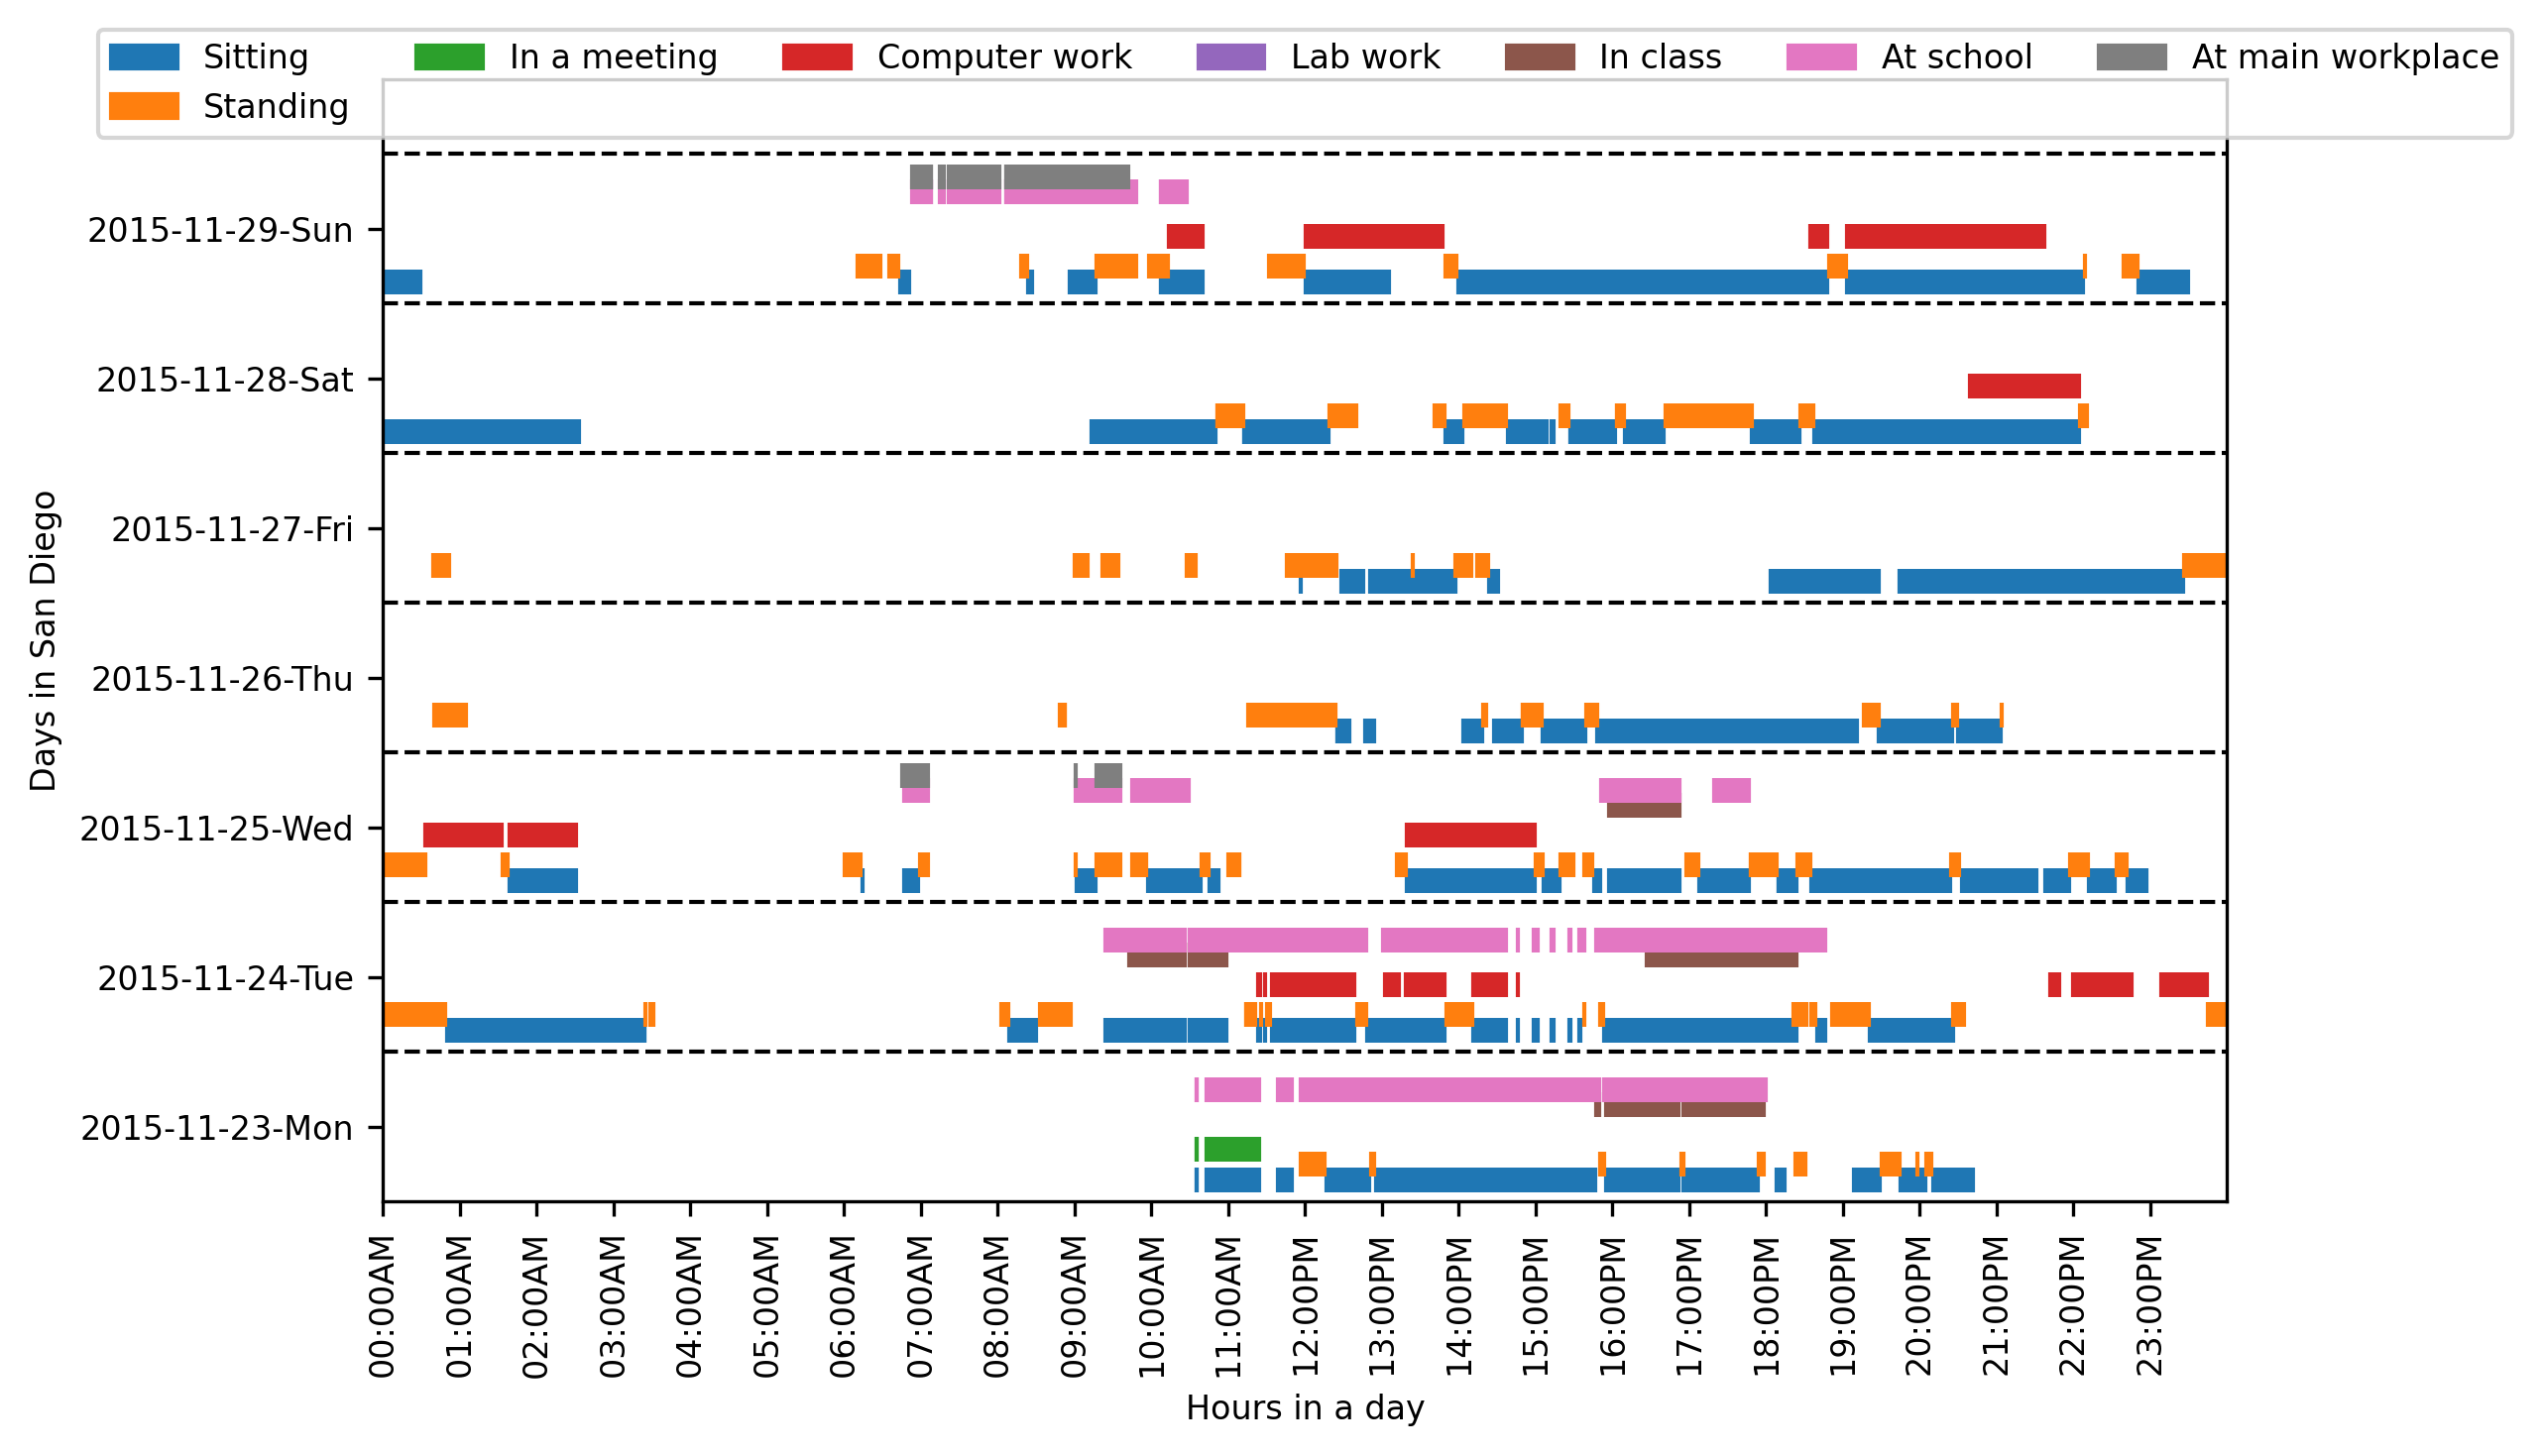 Sitting In a meeting Computer work Lab work In class At school At main workplace
Standing
2015-11-29-Sun
2015-11-28-Sat
2015-11-27-Fri
2015-11-26-Thu
2015-11-25-Wed
2015-11-24-Tue
2015-11-23-Mon
Days in San Diego
00:00AM 01:00AM 02:00AM 03:00AM 04:00AM 05:00AM 06:00AM 07:00AM 08:00AM 09:00AM 10:00AM 11:00AM 12:00PM 13:00PM 14:00PM 15:00PM 16:00PM 17:00PM 18:00PM 19:00PM 20:00PM 21:00PM 22:00PM 23:00PM
Hours in a day